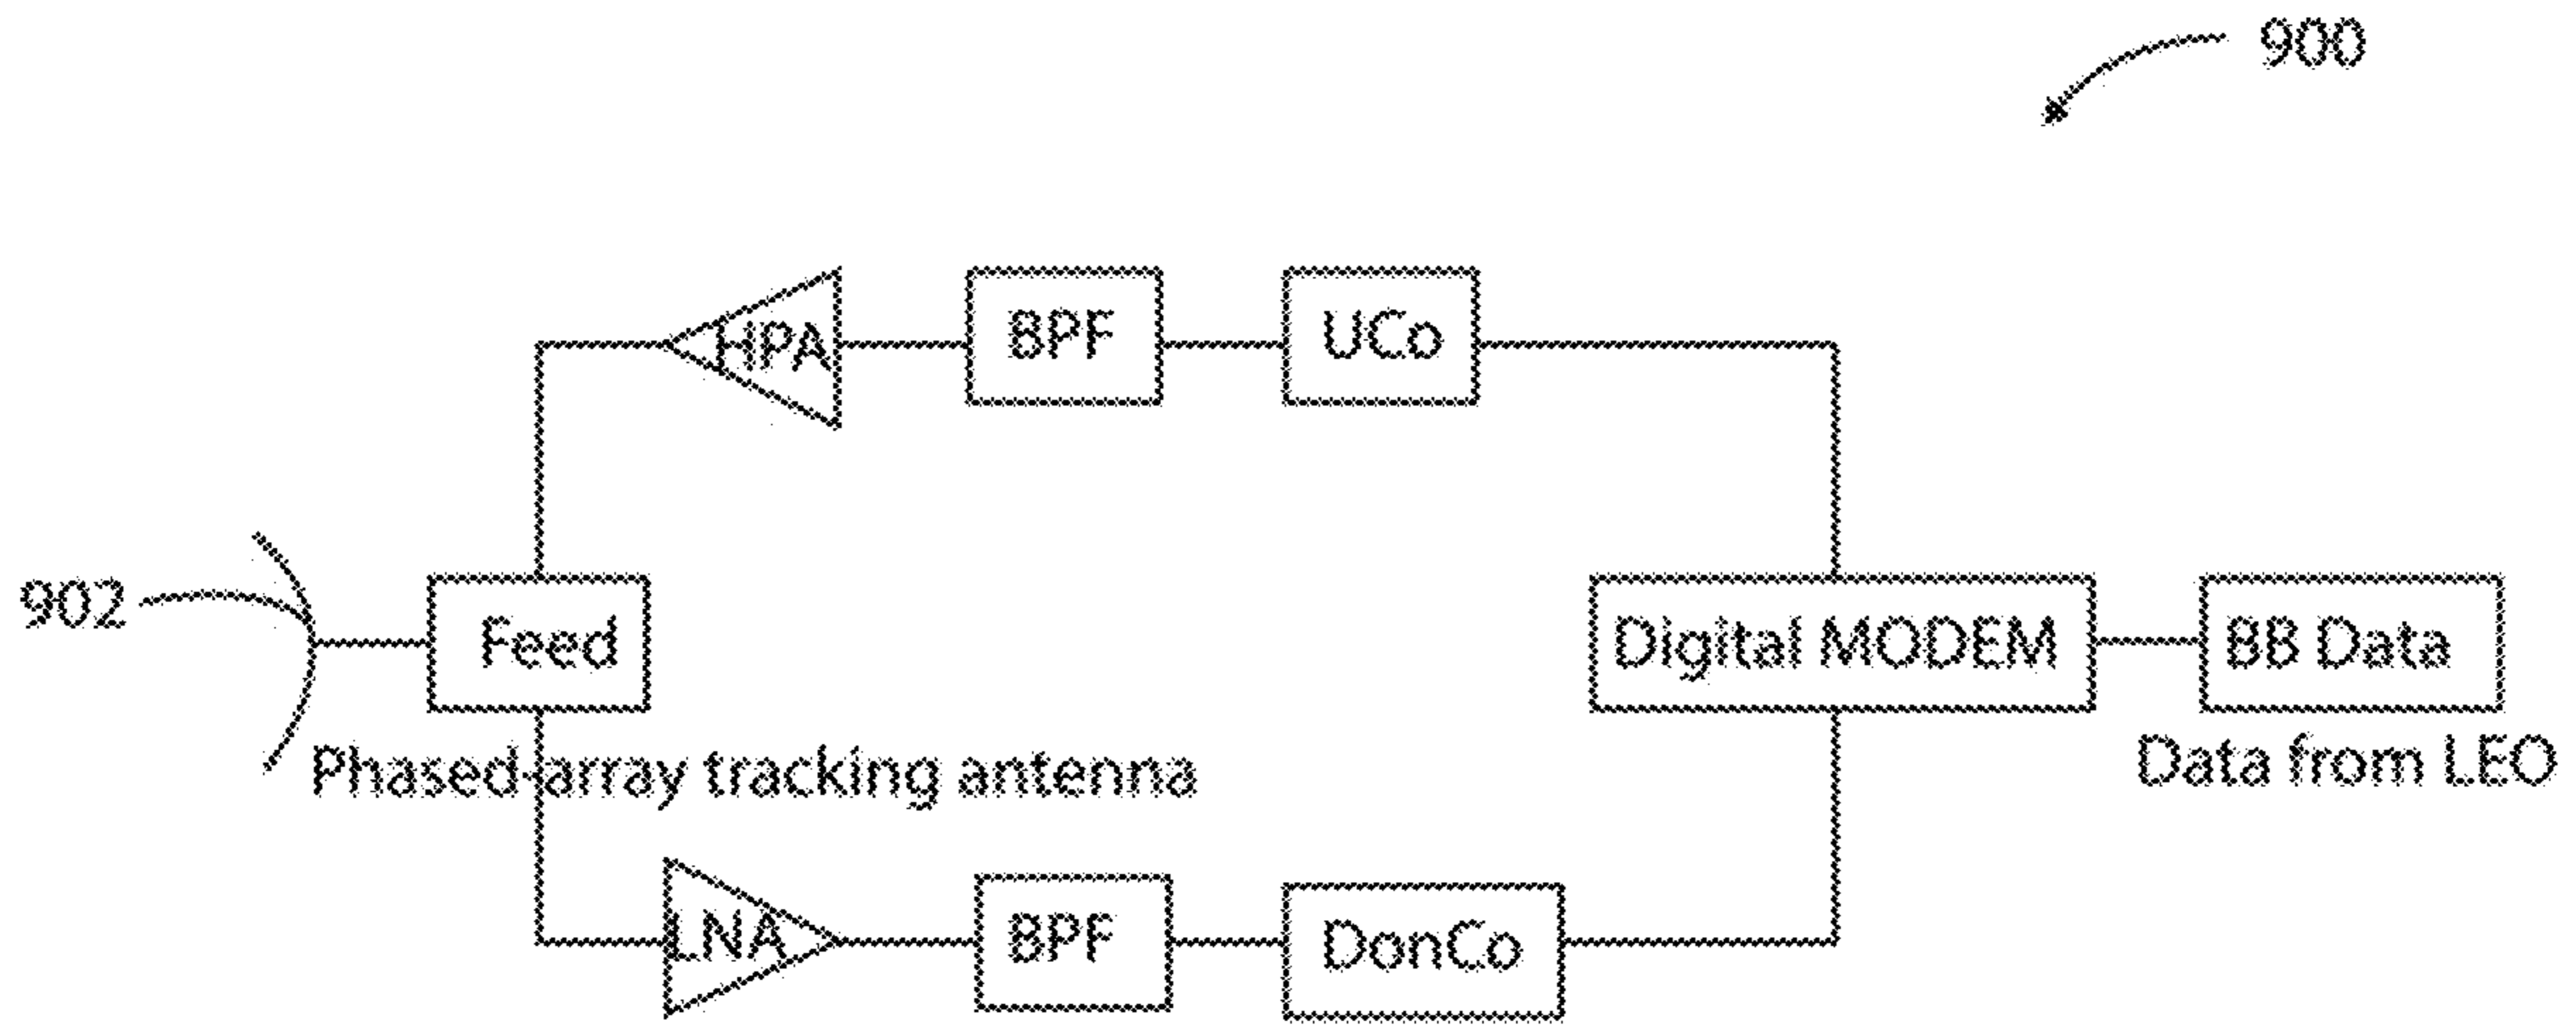 900
HPA
BPF
UCo
902
Feed
Digital MODEM
BB Data
Phased-array tracking antenna
Data from LEO
LNA
BPF
DonCo